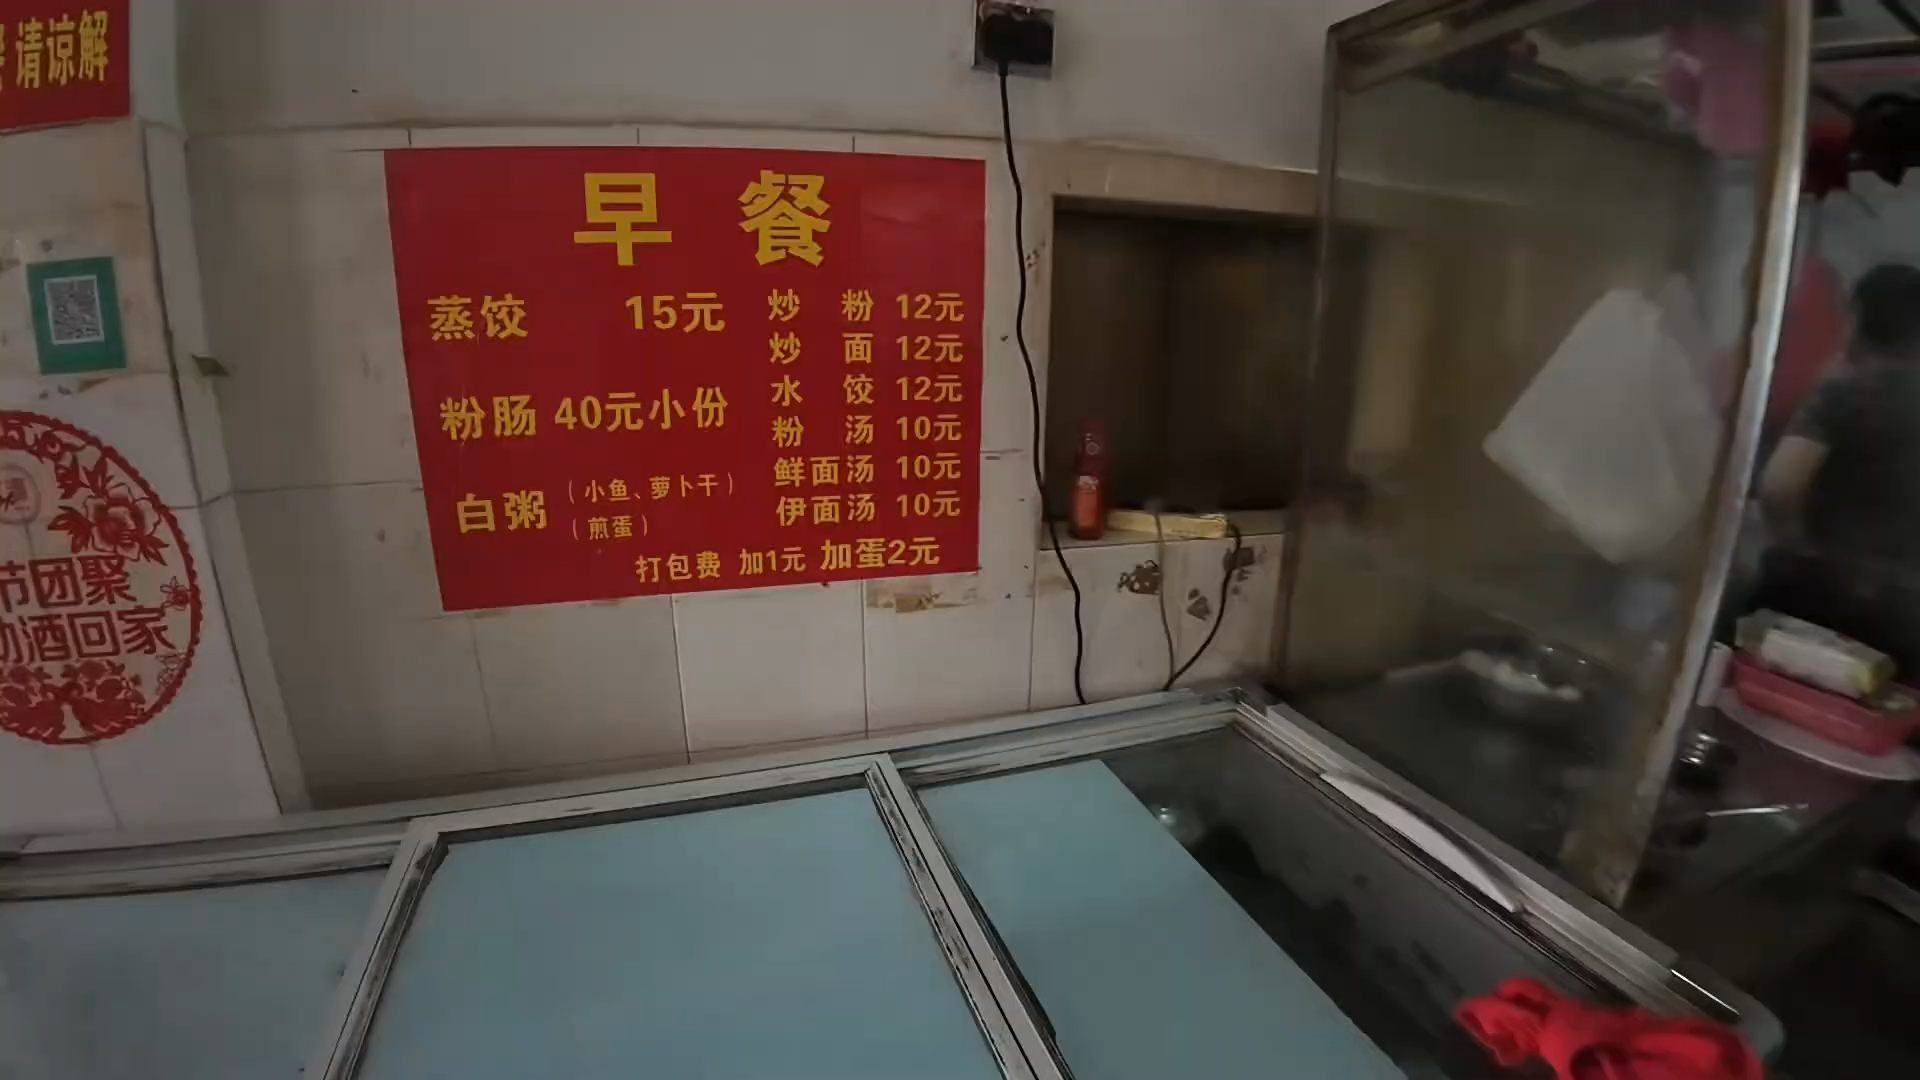 请谅解
早餐
蒸饺 15元
粉肠 40元小份
白粥 (小鱼、萝卜干)
(煎蛋)
炒粉 12元
炒面 12元
水饺 12元
粉汤 10元
鲜面汤 10元
伊面汤 10元
打包费 加1元 加蛋2元
节团聚
酒回家